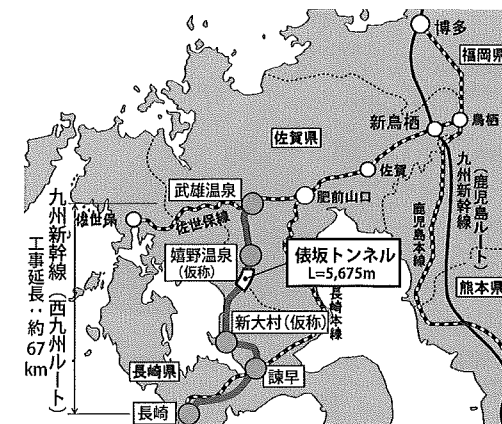 博多
福岡県
新鳥栖
鳥栖
佐賀県
佐賀
武雄温泉
肥前山口
佐世保
佐世保線
九州新幹線
(鹿児島ルート)
鹿児島本線
嬉野温泉
(仮称)
俵坂トンネル
L=5,675m
熊本県
長崎本線
新大村(仮称)
長崎県
諫早
長崎
九州新幹線(西九州ルート)
工事延長:約67km